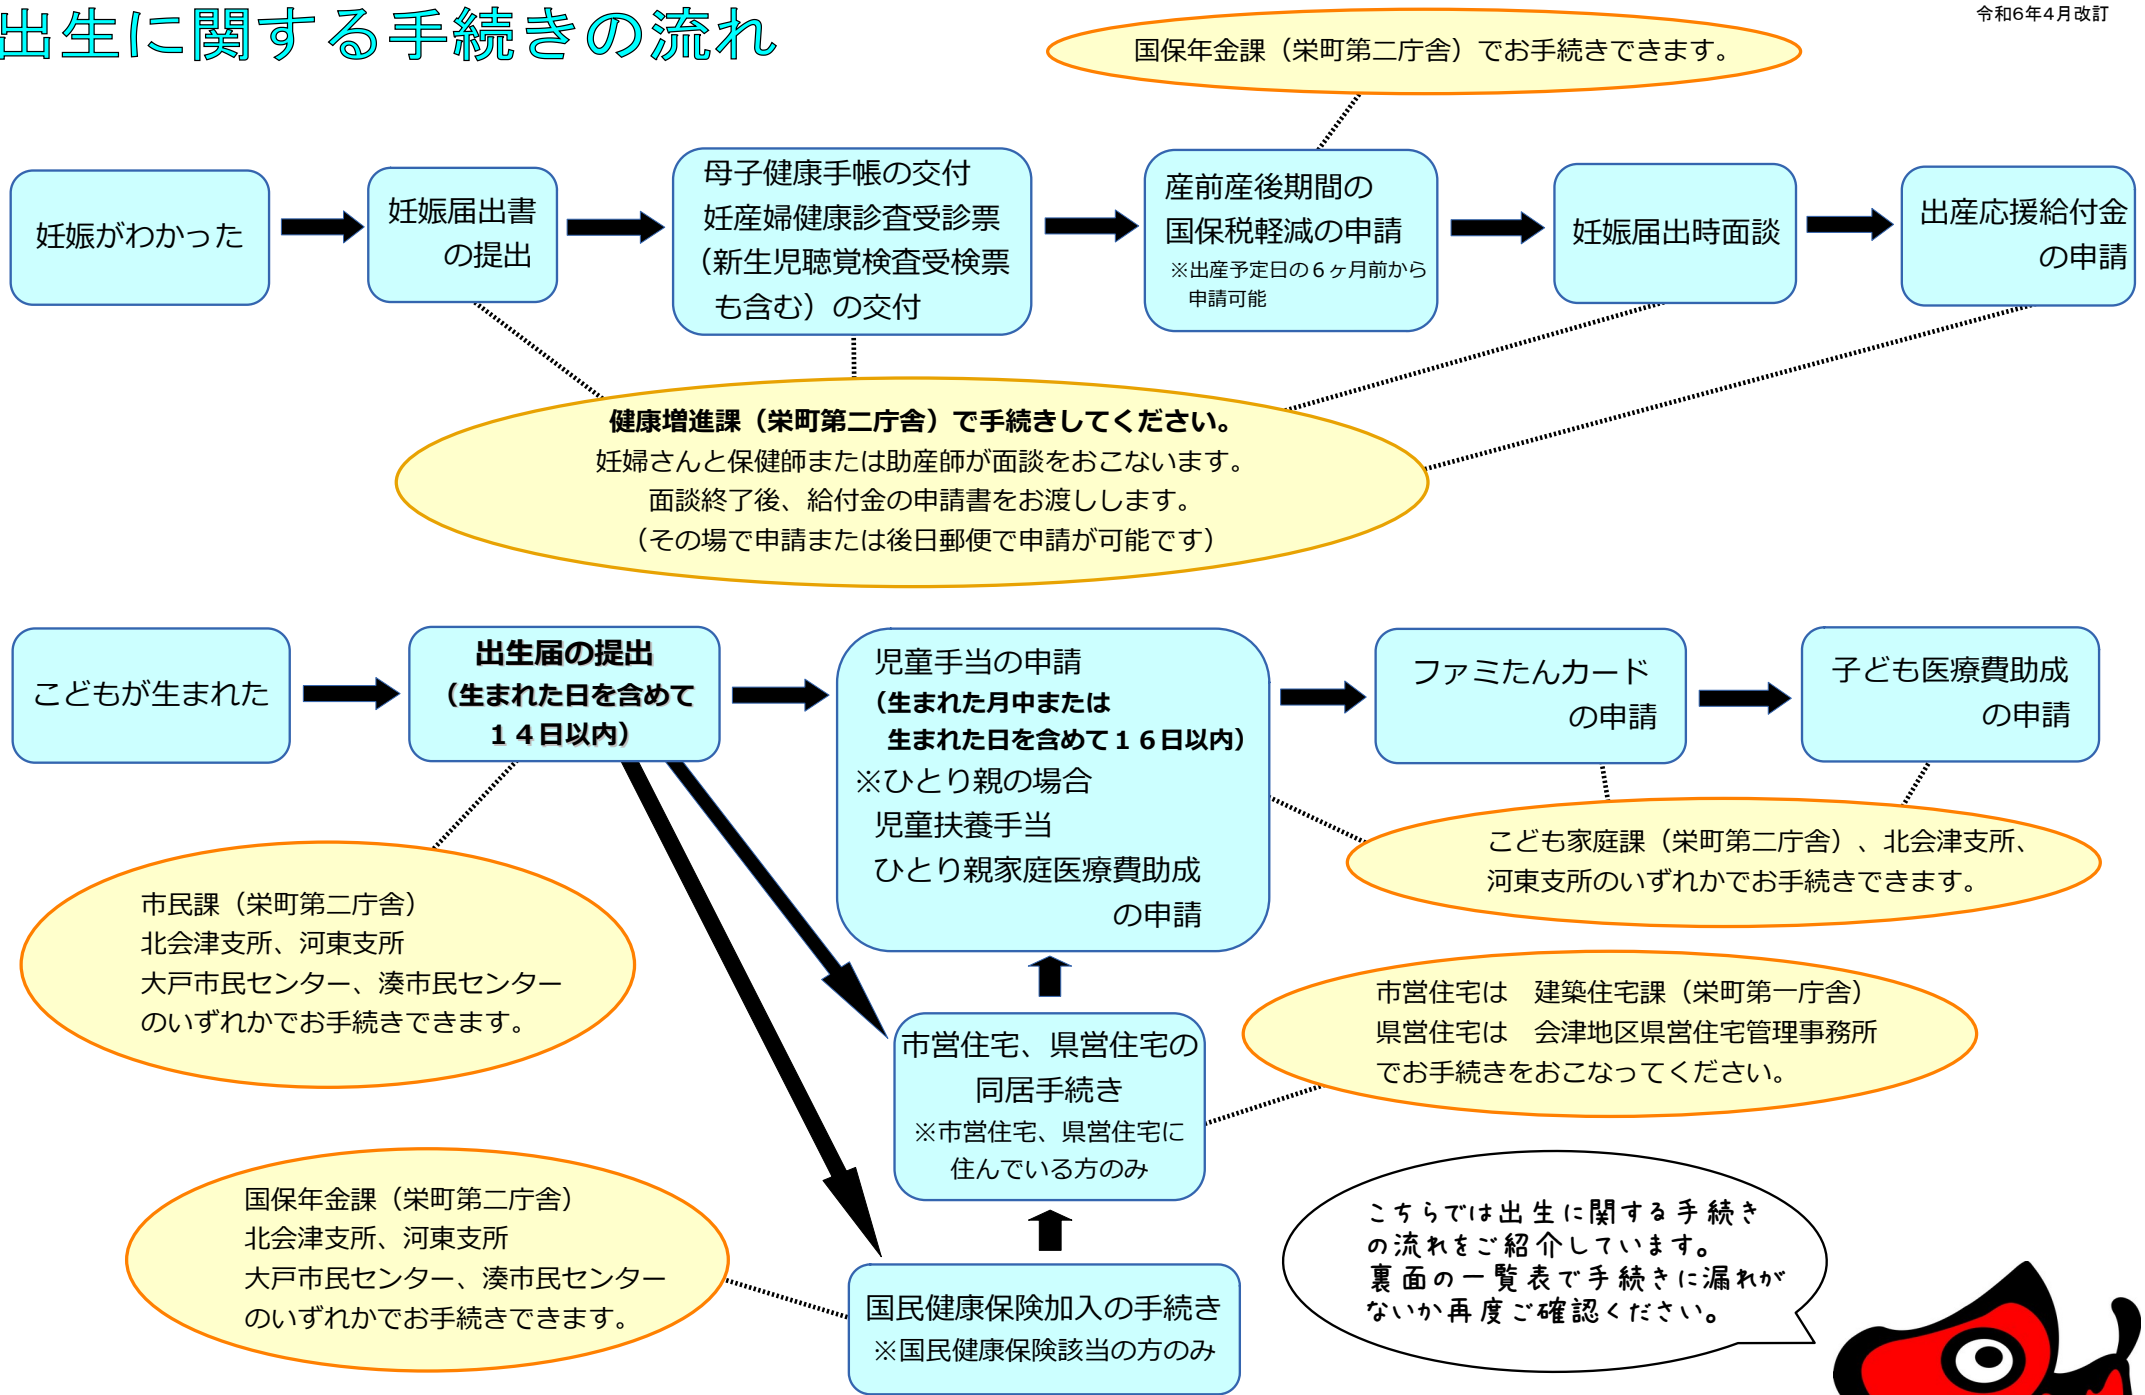 出生に関する手続きの流れ
令和6年4月改訂
国保年金課（栄町第二庁舎）でお手続きできます。
妊娠がわかった
妊娠届出書
の提出
母子健康手帳の交付
妊産婦健康診査受診票
（新生児聴覚検査受検票
も含む）の交付
産前産後期間の
国保税軽減の申請
※出産予定日の６ヶ月前から
申請可能
妊娠届出時面談
出産応援給付金
の申請
健康増進課（栄町第二庁舎）で手続きしてください。
妊婦さんと保健師または助産師が面談をおこないます。
面談終了後、給付金の申請書をお渡しします。
（その場で申請または後日郵便で申請が可能です）
こどもが生まれた
出生届の提出
（生まれた日を含めて
１４日以内）
児童手当の申請
（生まれた月中または
生まれた日を含めて１６日以内）
※ひとり親の場合
児童扶養手当
ひとり親家庭医療費助成
の申請
ファミたんカード
の申請
子ども医療費助成
の申請
こども家庭課（栄町第二庁舎）、北会津支所、
河東支所のいずれかでお手続きできます。
市民課（栄町第二庁舎）
北会津支所、河東支所
大戸市民センター、湊市民センター
のいずれかでお手続きできます。
市営住宅は　建築住宅課（栄町第一庁舎）
県営住宅は　会津地区県営住宅管理事務所
でお手続きをおこなってください。
市営住宅、県営住宅の
同居手続き
※市営住宅、県営住宅に
住んでいる方のみ
国保年金課（栄町第二庁舎）
北会津支所、河東支所
大戸市民センター、湊市民センター
のいずれかでお手続きできます。
国民健康保険加入の手続き
※国民健康保険該当の方のみ
こちらでは出生に関する手続き
の流れをご紹介しています。
裏面の一覧表で手続きに漏れが
ないか再度ご確認ください。